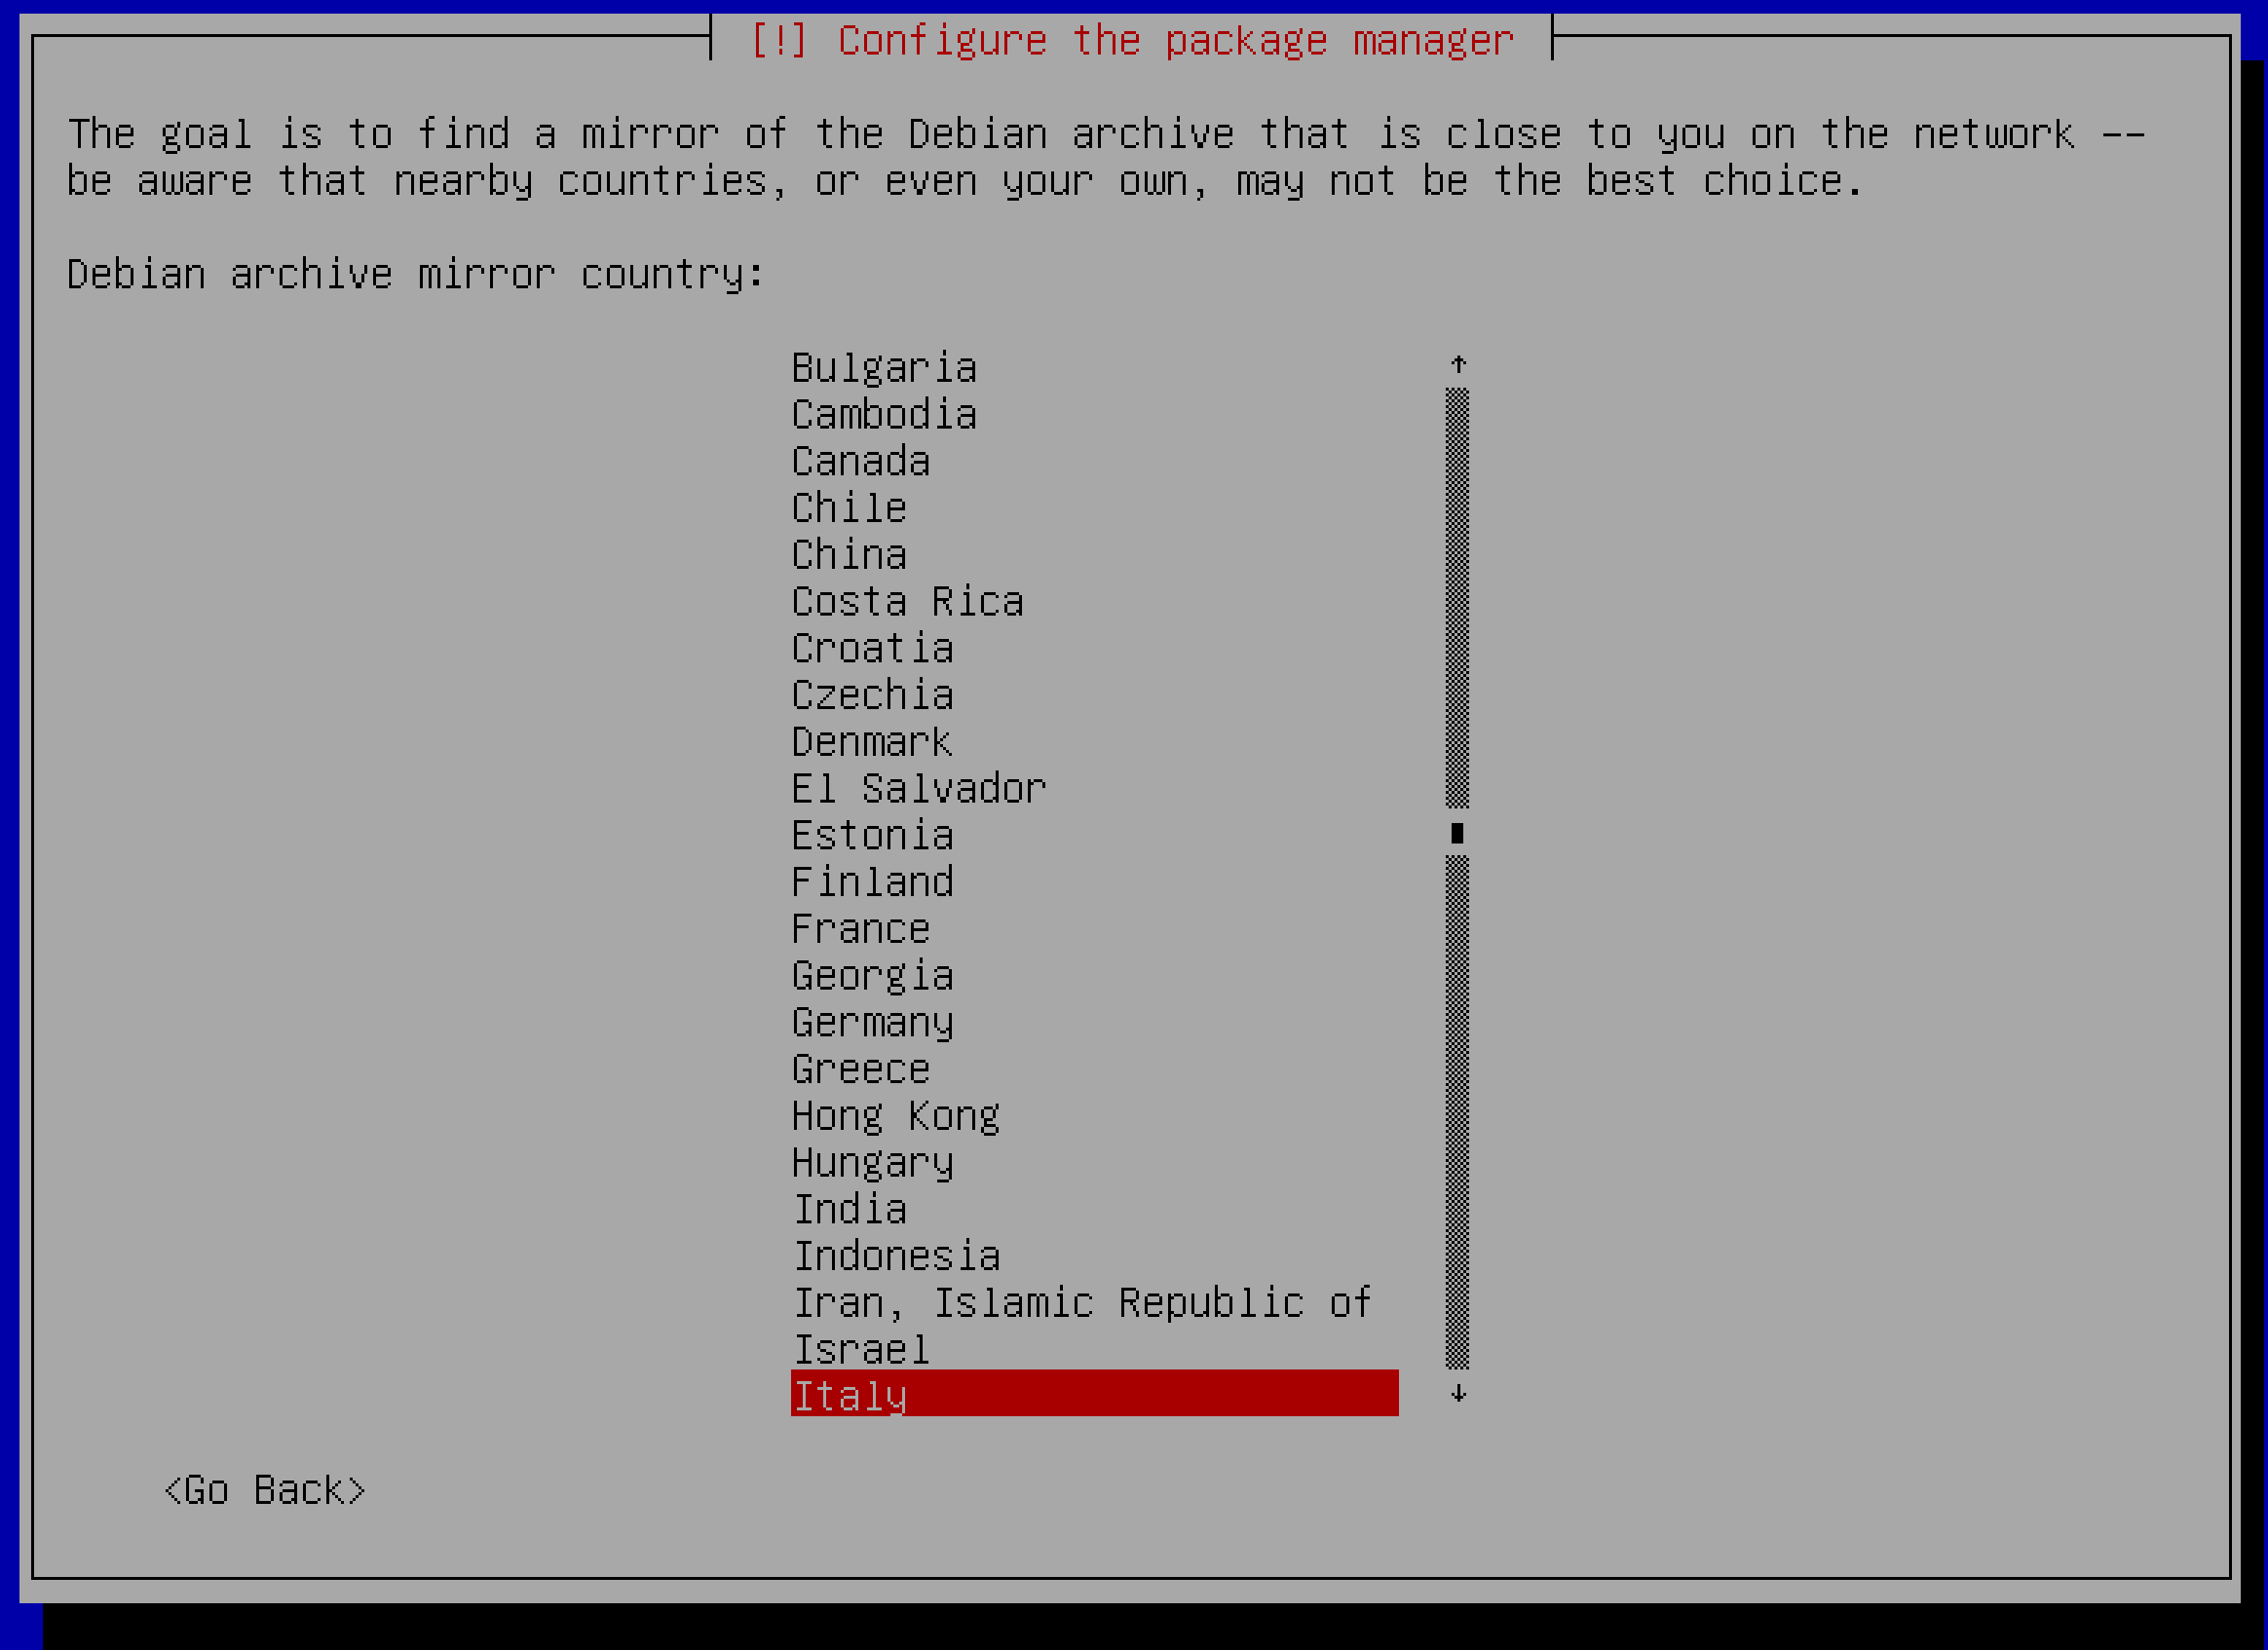 [!] Configure the package manager
The goal is to find a mirror of the Debian archive that is close to you on the network --
be aware that nearby countries, or even your own, may not be the best choice.
Debian archive mirror country:
Bulgaria
Cambodia
Canada
Chile
China
Costa Rica
Croatia
Czechia
Denmark
El Salvador
Estonia
Finland
France
Georgia
Germany
Greece
Hong Kong
Hungary
India
Indonesia
Iran, Islamic Republic of
Israel
Italy
<Go Back>